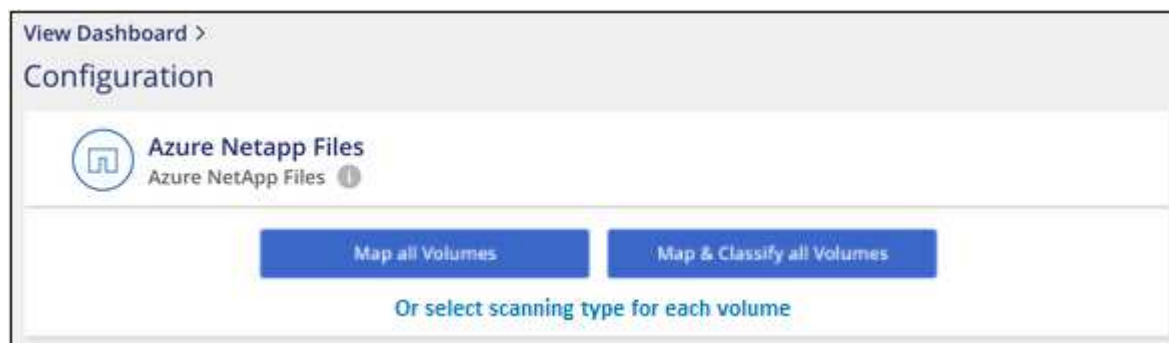 View Dashboard >
Configuration
Azure Netapp Files
Azure NetApp Files
Map all Volumes
Map & Classify all Volumes
Or select scanning type for each volume